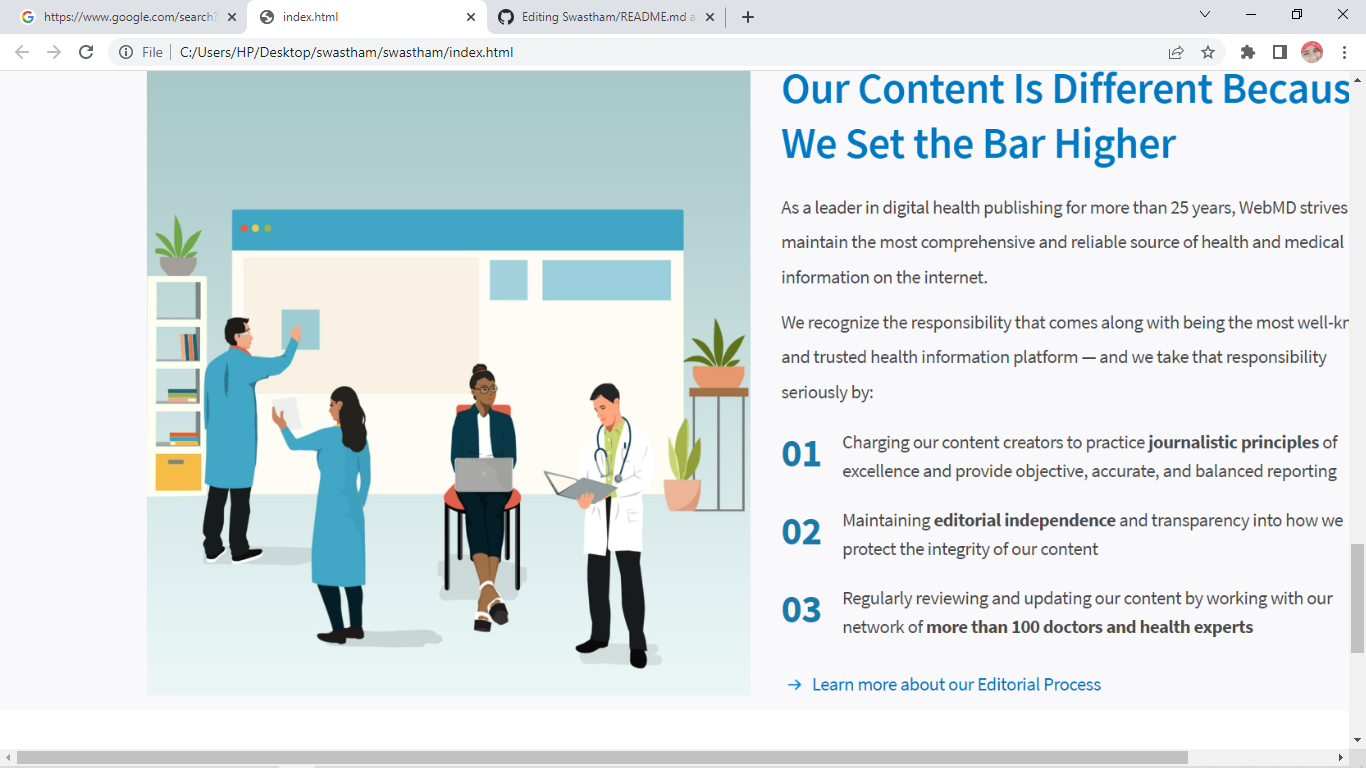 https://www.google.com/search?
index.html
Editing Swastham/README.md a
File
C:/Users/HP/Desktop/swastham/swastham/index.html
Our Content Is Different Becaus
We Set the Bar Higher
As a leader in digital health publishing for more than 25 years, WebMD strives
maintain the most comprehensive and reliable source of health and medical
information on the internet.
We recognize the responsibility that comes along with being the most well-kn
and trusted health information platform — and we take that responsibility
seriously by:
01 Charging our content creators to practice journalistic principles of
excellence and provide objective, accurate, and balanced reporting
02 Maintaining editorial independence and transparency into how we
protect the integrity of our content
03 Regularly reviewing and updating our content by working with our
network of more than 100 doctors and health experts
→ Learn more about our Editorial Process